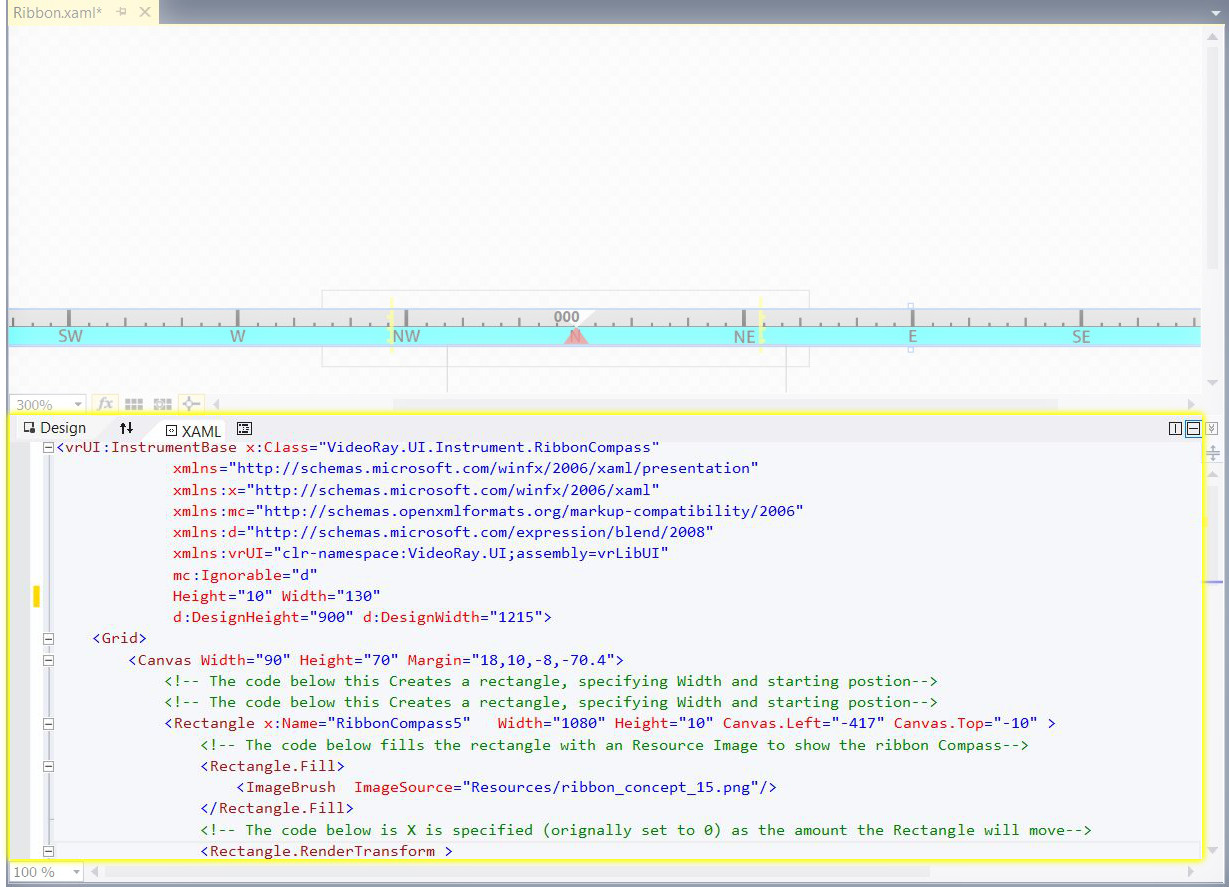 Ribbon.xaml*
000
SW W NW N NE E SE
300% fx
Design XAML
<vrUI:InstrumentBase x:Class="VideoRay.UI.Instrument.RibbonCompass"
xmlns="http://schemas.microsoft.com/winfx/2006/xaml/presentation"
xmlns:x="http://schemas.microsoft.com/winfx/2006/xaml"
xmlns:mc="http://schemas.openxmlformats.org/markup-compatibility/2006"
xmlns:d="http://schemas.microsoft.com/expression/blend/2008"
xmlns:vrUI="clr-namespace:VideoRay.UI;assembly=vrLibUI"
mc:Ignorable="d"
Height="10" Width="130"
d:DesignHeight="900" d:DesignWidth="1215">
<Grid>
<Canvas Width="90" Height="70" Margin="18,10,-8,-70.4">
<!-- The code below this Creates a rectangle, specifying Width and starting postion-->
<!-- The code below this Creates a rectangle, specifying Width and starting postion-->
<Rectangle x:Name="RibbonCompass5" Width="1080" Height="10" Canvas.Left="-417" Canvas.Top="-10" >
<!-- The code below fills the rectangle with an Resource Image to show the ribbon Compass-->
<Rectangle.Fill>
<ImageBrush ImageSource="Resources/ribbon_concept_15.png"/>
</Rectangle.Fill>
<!-- The code below is X is specified (orignally set to 0) as the amount the Rectangle will move-->
<Rectangle.RenderTransform >
100 %